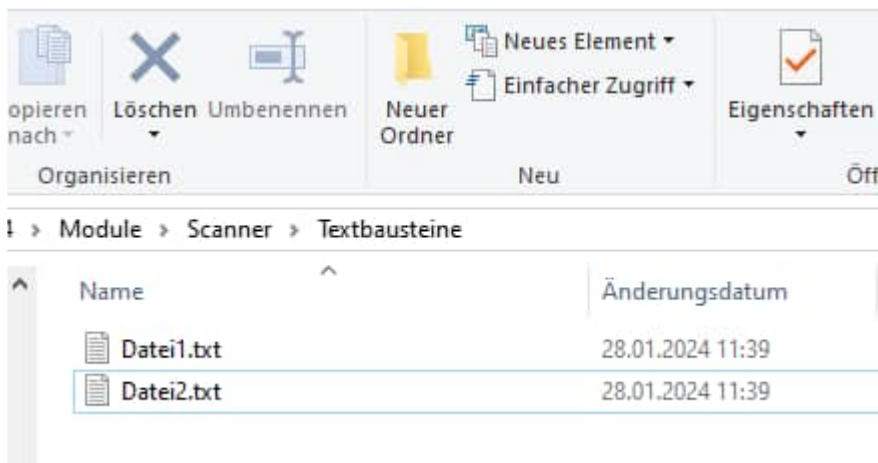 Neues Element
Einfacher Zugriff
opieren
nach
Löschen
Umbenennen
Neuer
Ordner
Eigenschaften
Organisieren
Neu
Öff
Module > Scanner > Textbausteine
Name
Änderungsdatum
Datei1.txt
28.01.2024 11:39
Datei2.txt
28.01.2024 11:39